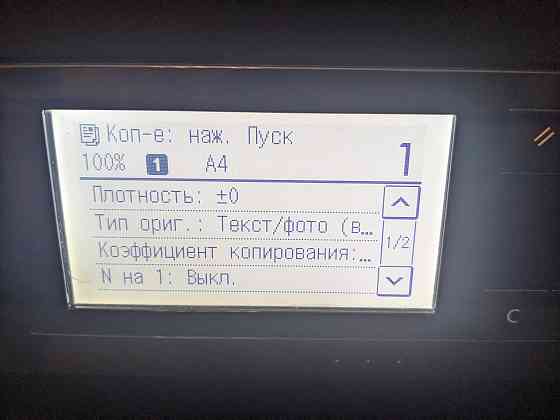 Коп-е: наж. Пуск
100% 1 A4 1
Плотность: ±0
Тип ориг.: Текст/фото (в...
Коэффициент копирования:...
1/2
N на 1: Выкл.
C